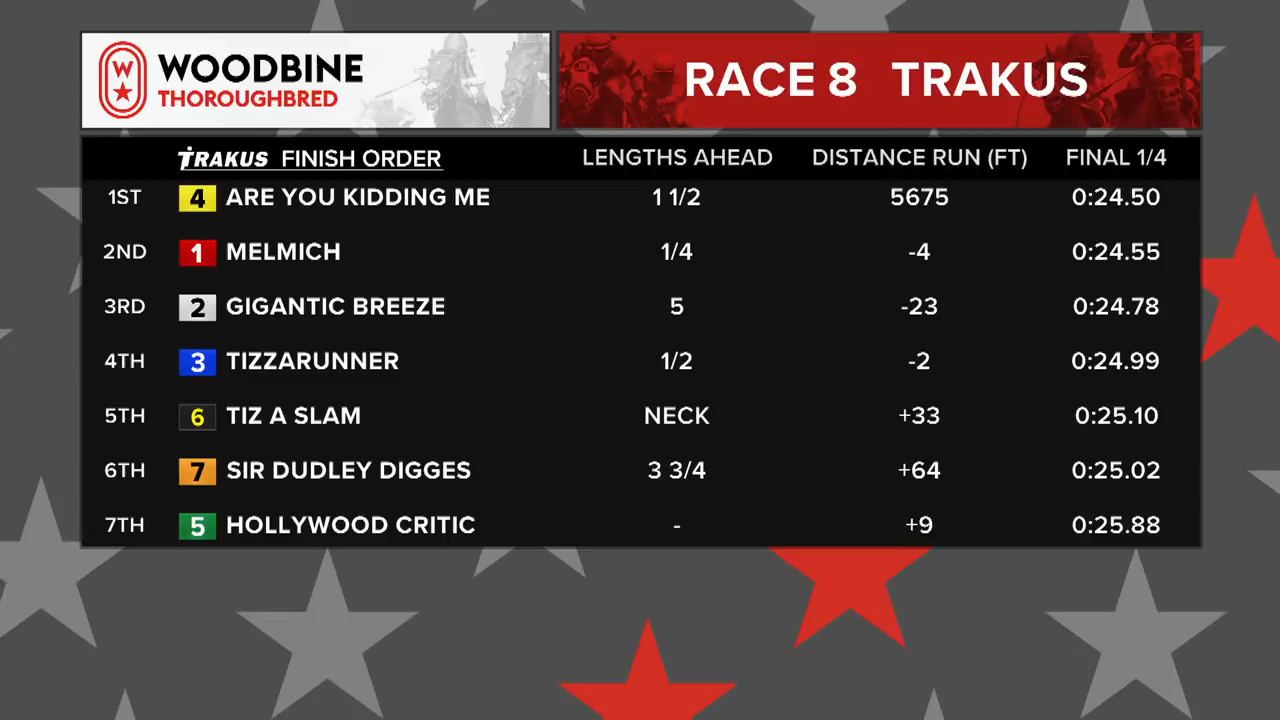 W
WOODBINE
THOROUGHBRED
RACE 8 TRAKUS
TRAKUS FINISH ORDER LENGTHS AHEAD DISTANCE RUN (FT) FINAL 1/4
1ST 4 ARE YOU KIDDING ME 1 1/2 5675 0:24.50
2ND 1 MELMICH 1/4 -4 0:24.55
3RD 2 GIGANTIC BREEZE 5 -23 0:24.78
4TH 3 TIZZARUNNER 1/2 -2 0:24.99
5TH 6 TIZ A SLAM NECK +33 0:25.10
6TH 7 SIR DUDLEY DIGGES 3 3/4 +64 0:25.02
7TH 5 HOLLYWOOD CRITIC - +9 0:25.88